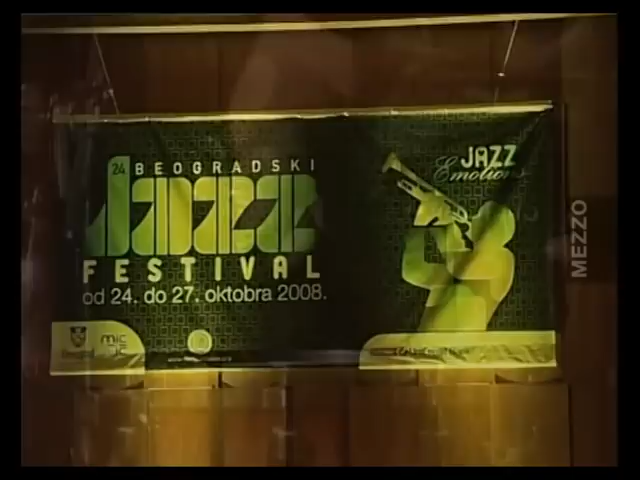 24 BEOGRADSKI
Jazz
FESTIVAL
od 24. do 27. oktobra 2008.
JAZZ
Emotions
MEZZO